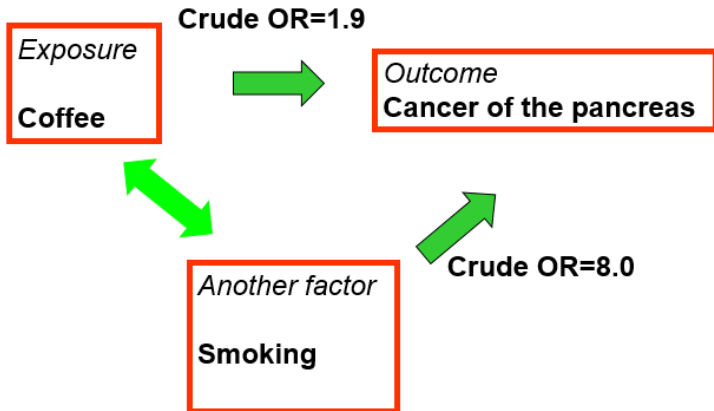 Crude OR=1.9
Exposure
Coffee
Outcome
Cancer of the pancreas
Crude OR=8.0
Another factor
Smoking